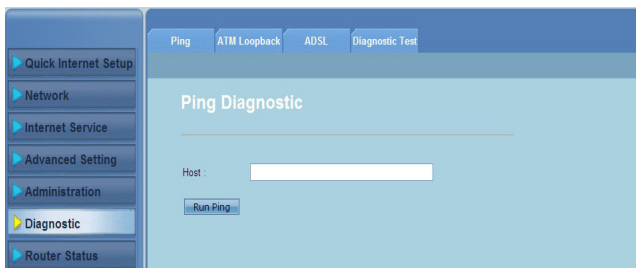 Ping ATM Loopback ADSL Diagnostic Test
Quick Internet Setup
Network
Internet Service
Advanced Setting
Administration
Diagnostic
Router Status
Ping Diagnostic
Host :
Run Ping